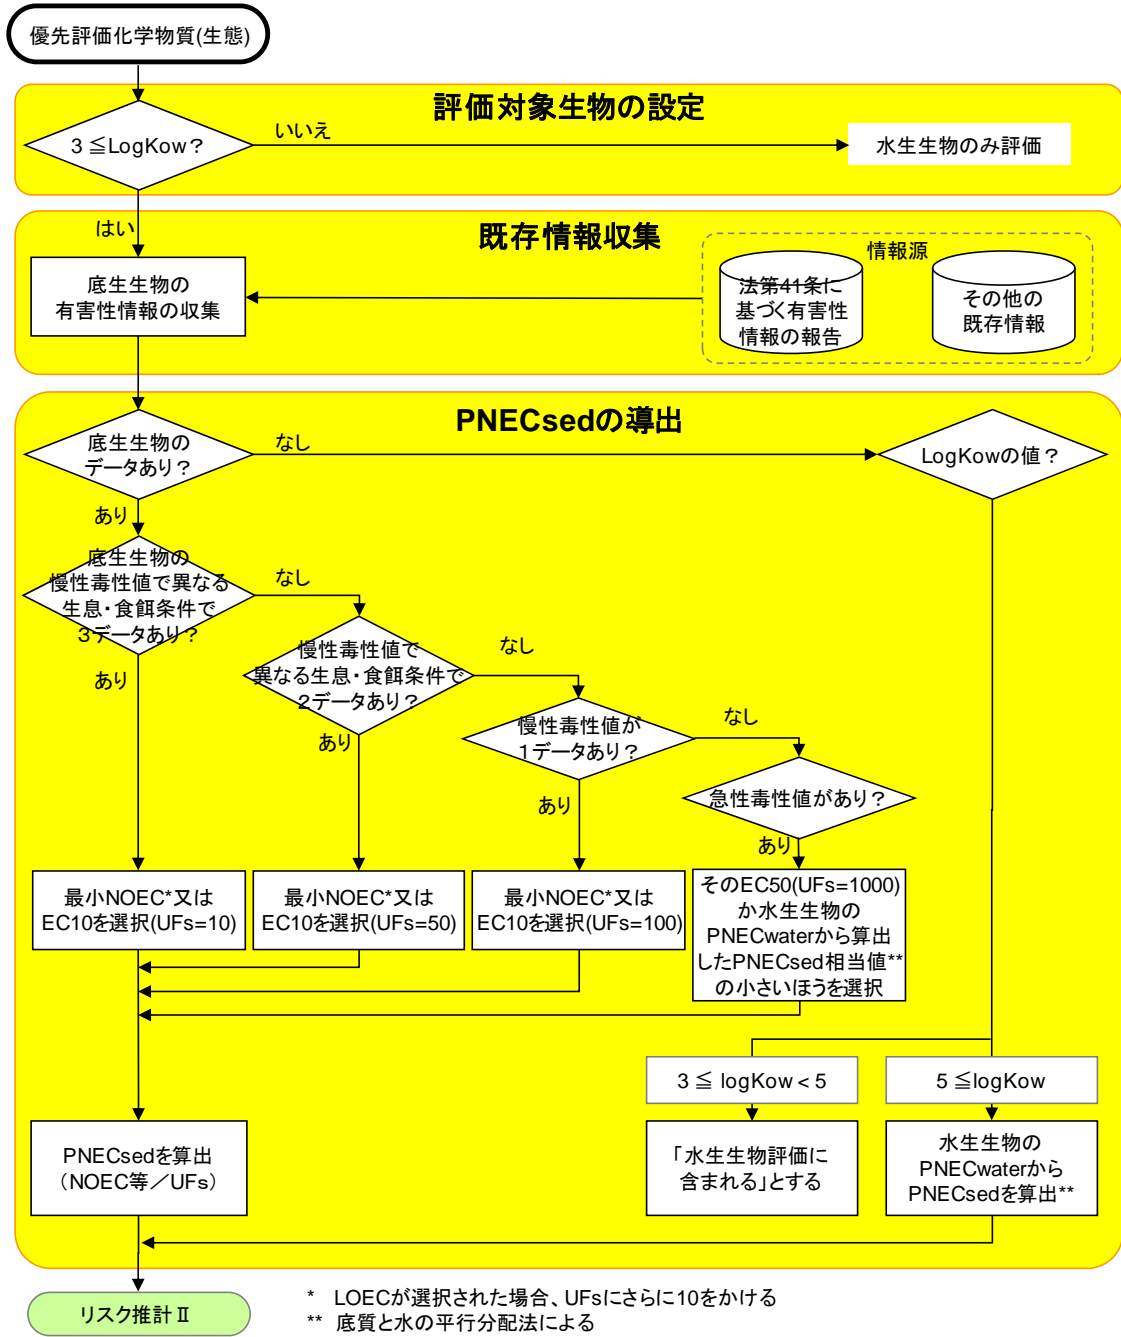 優先評価化学物質(生態)
評価対象生物の設定
3 ≦LogKow？
いいえ
水生生物のみ評価
はい
既存情報収集
情報源
底生生物の
有害性情報の収集
法第41条に
基づく有害性
情報の報告
その他の
既存情報
PNECsedの導出
底生生物の
データあり？
なし
LogKowの値？
あり
底生生物の
慢性毒性値で異なる
生息・食餌条件で
3データあり？
なし
あり
慢性毒性値で
異なる生息・食餌条件で
2データあり？
なし
あり
慢性毒性値が
1データあり？
なし
あり
急性毒性値があり？
あり
最小NOEC*又は
EC10を選択(UFs=10)
最小NOEC*又は
EC10を選択(UFs=50)
最小NOEC*又は
EC10を選択(UFs=100)
そのEC50(UFs=1000)
か水生生物の
PNECwaterから算出
したPNECsed相当値**
の小さいほうを選択
3 ≦ logKow < 5
5 ≦logKow
PNECsedを算出
（NOEC等／UFs）
「水生生物評価に
含まれる」とする
水生生物の
PNECwaterから
PNECsedを算出**
リスク推計Ⅱ
* LOECが選択された場合、UFsにさらに10をかける
** 底質と水の平行分配法による